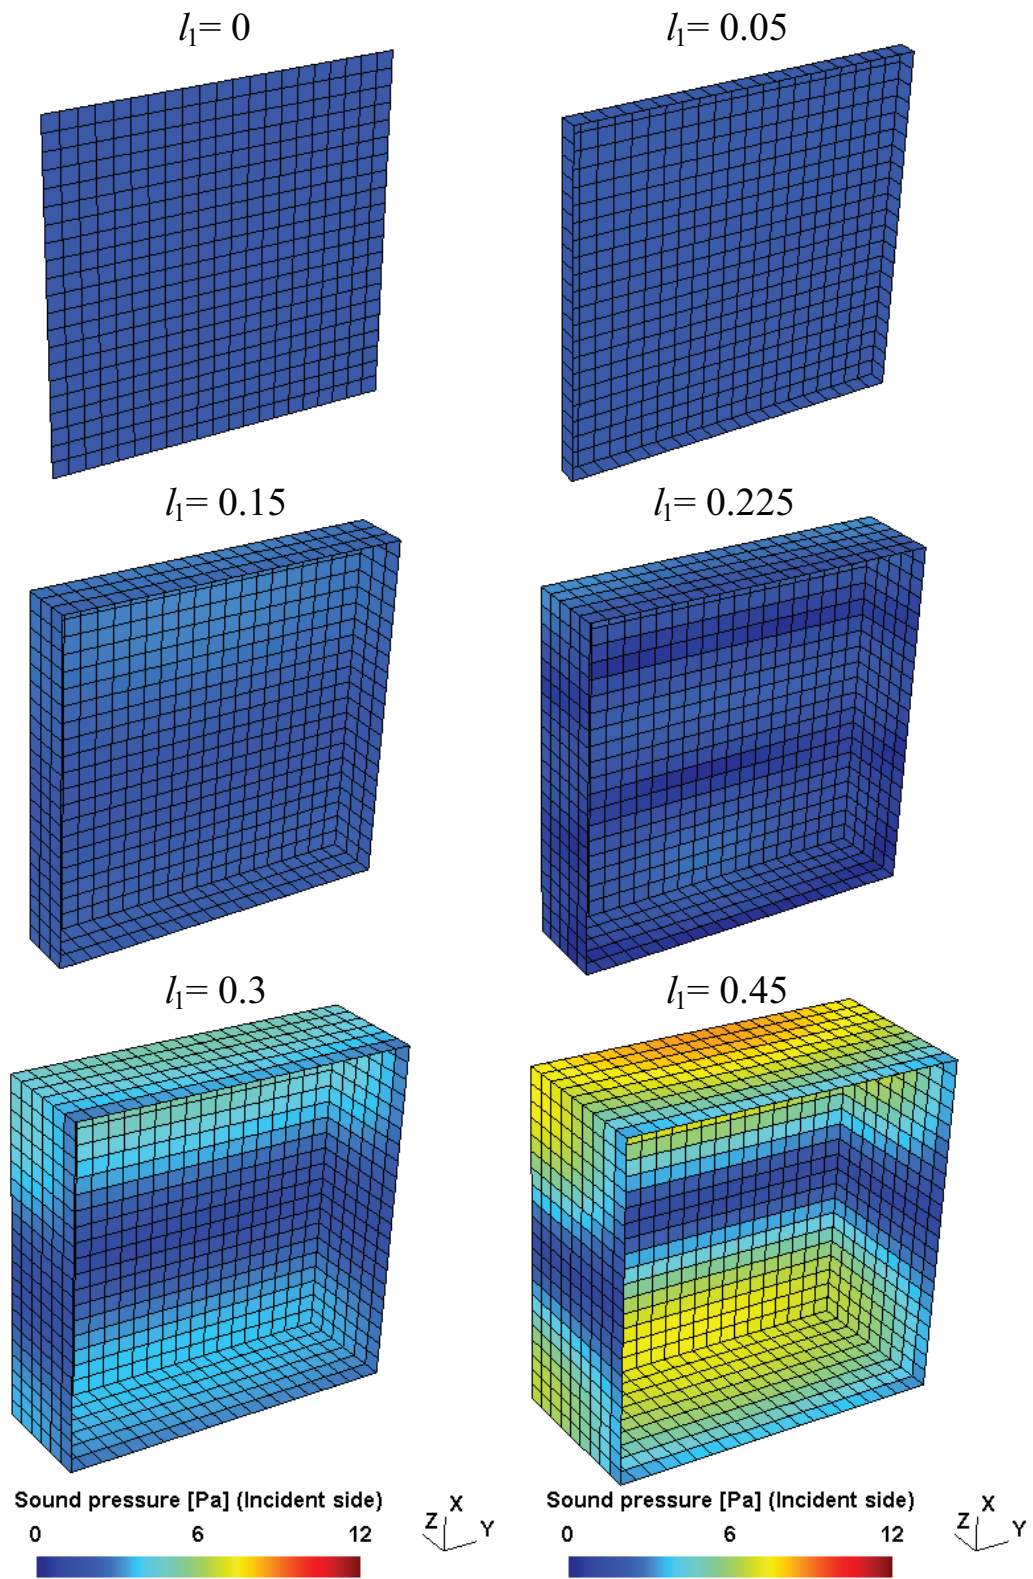 l₁= 0 l₁= 0.05
l₁= 0.15 l₁= 0.225
l₁= 0.3 l₁= 0.45
Sound pressure [Pa] (Incident side) X Z Y Sound pressure [Pa] (Incident side) X Z Y
0 6 12 0 6 12